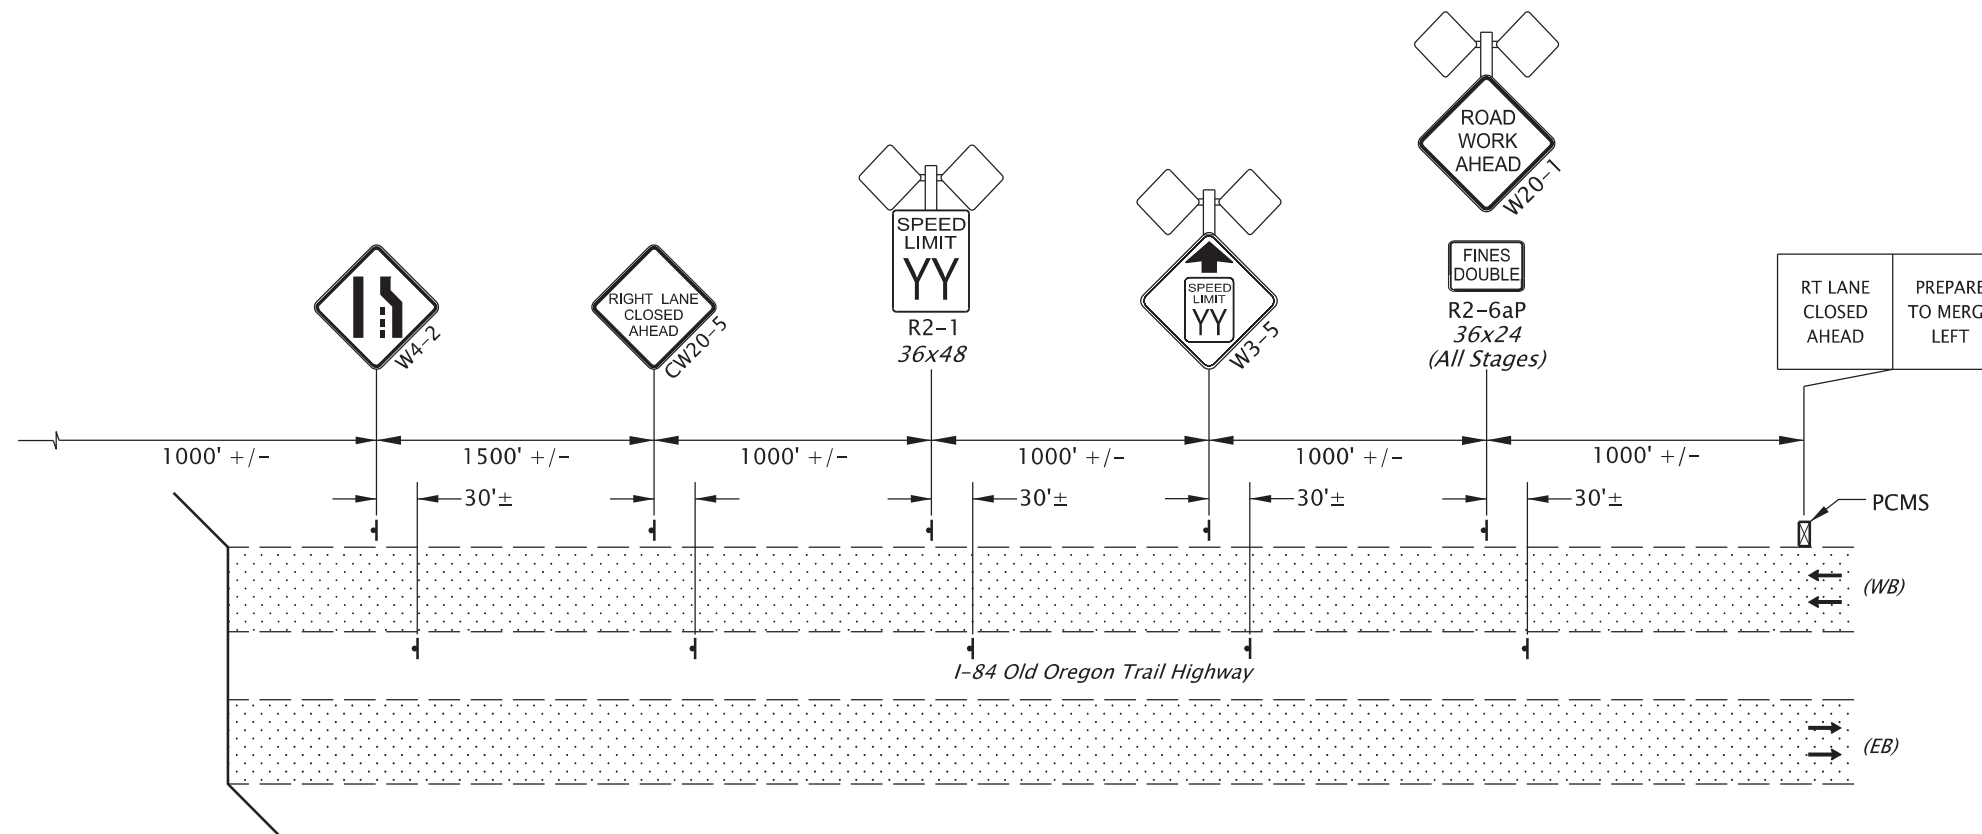 ROAD
WORK
AHEAD
W20-1
SPEED
LIMIT
YY
R2-1
36x48
SPEED
LIMIT
YY
W3-5
FINES
DOUBLE
R2-6aP
36x24
(All Stages)
RIGHT LANE
CLOSED
AHEAD
CW20-5
W4-2
RT LANE
CLOSED
AHEAD
PREPARE
TO MERG
LEFT
1000' +/-
1500' +/-
1000' +/-
1000' +/-
1000' +/-
1000' +/-
30'±
30'±
30'±
30'±
PCMS
(WB)
I-84 Old Oregon Trail Highway
(EB)